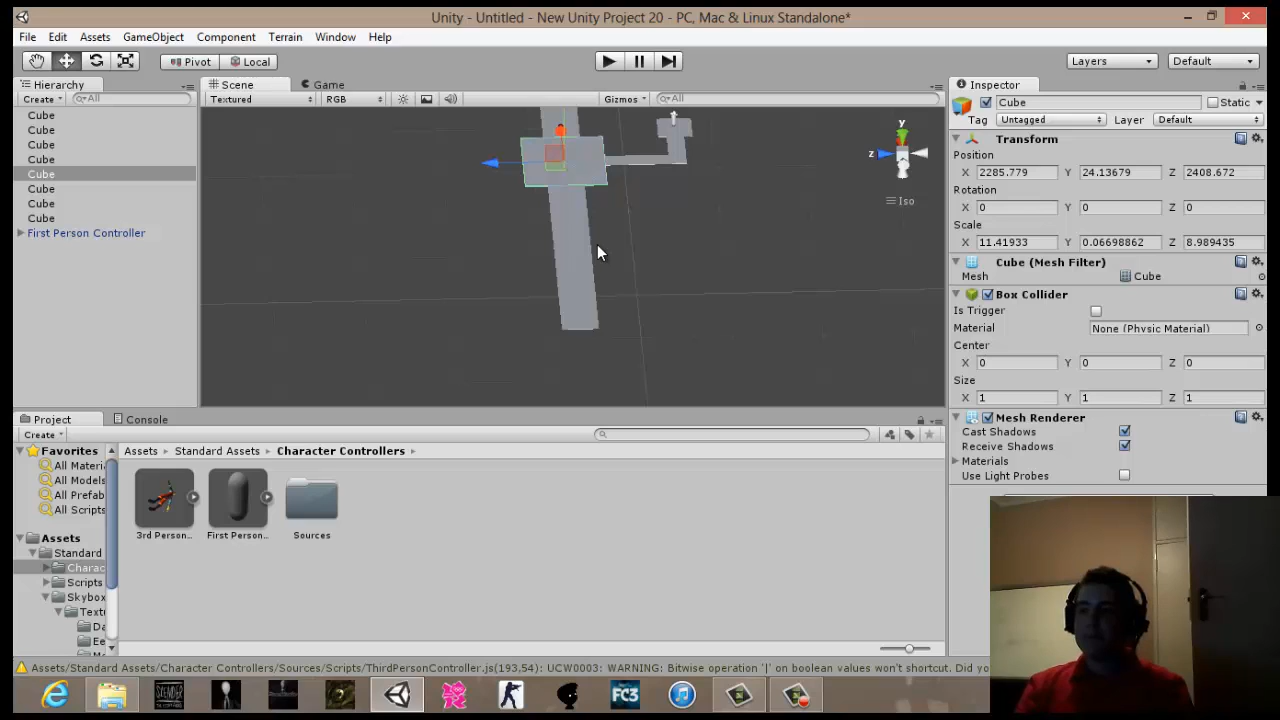 Unity - Untitled - New Unity Project 20 - PC, Mac & Linux Standalone*
File Edit Assets GameObject Component Terrain Window Help
Pivot Local Layers Default
Hierarchy Scene Game Inspector
Create All Textured RGB Gizmos All Cube Static
Tag Untagged Layer Default
Cube
Cube
Cube
Cube
Cube
Cube
Cube
Cube
First Person Controller
y
z
Iso
Transform
Position
X 2285.779 Y 24.13679 Z 2408.672
Rotation
X 0 Y 0 Z 0
Scale
X 11.41933 Y 0.06698862 Z 8.989435
Cube (Mesh Filter)
Mesh Cube
Box Collider
Is Trigger
Material None (Physic Material)
Center
X 0 Y 0 Z 0
Size
X 1 Y 1 Z 1
Mesh Renderer
Cast Shadows
Receive Shadows
Materials
Use Light Probes
Project Console
Create
Favorites
All Materi
All Models
All Prefab
All Scripts
Assets
Standard
Charac
Scripts
Skybox
Textu
Da
Ee
Assets Standard Assets Character Controllers
3rd Person... First Person... Sources
Assets/Standard Assets/Character Controllers/Sources/Scripts/ThirdPersonController.js(193,54): UCW0003: WARNING: Bitwise operation '|' on boolean values won't shortcut. Did yo
SLENDER
FC3